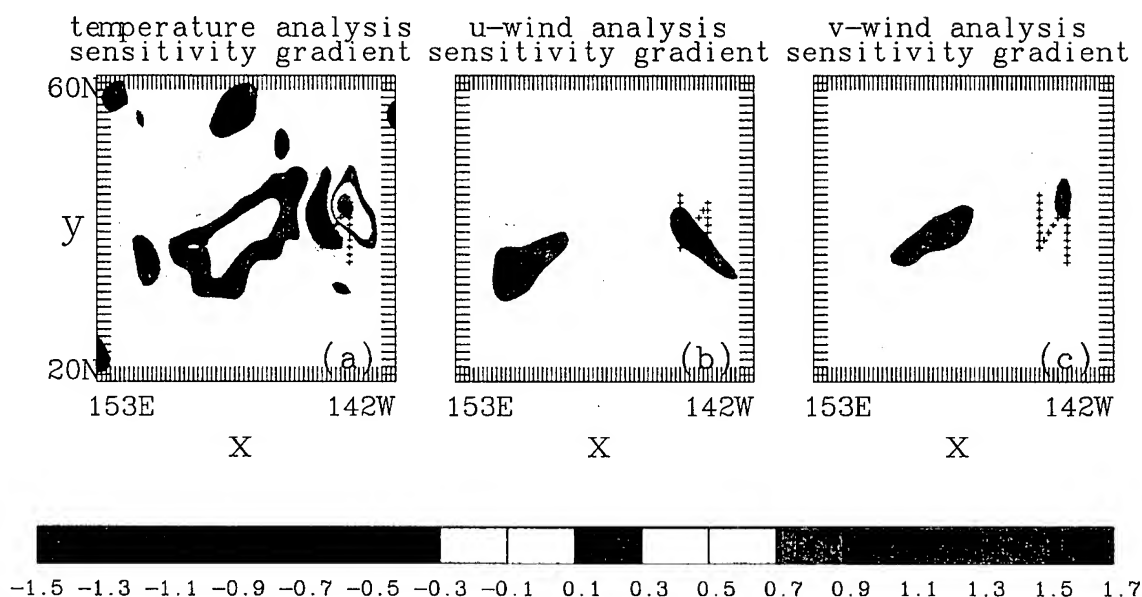 temperature analysis
sensitivity gradient
u-wind analysis
sensitivity gradient
v-wind analysis
sensitivity gradient
60N
y
20N
(a)
(b)
(c)
153E 142W
153E 142W
153E 142W
X
X
X
-1.5 -1.3 -1.1 -0.9 -0.7 -0.5 -0.3 -0.1 0.1 0.3 0.5 0.7 0.9 1.1 1.3 1.5 1.7